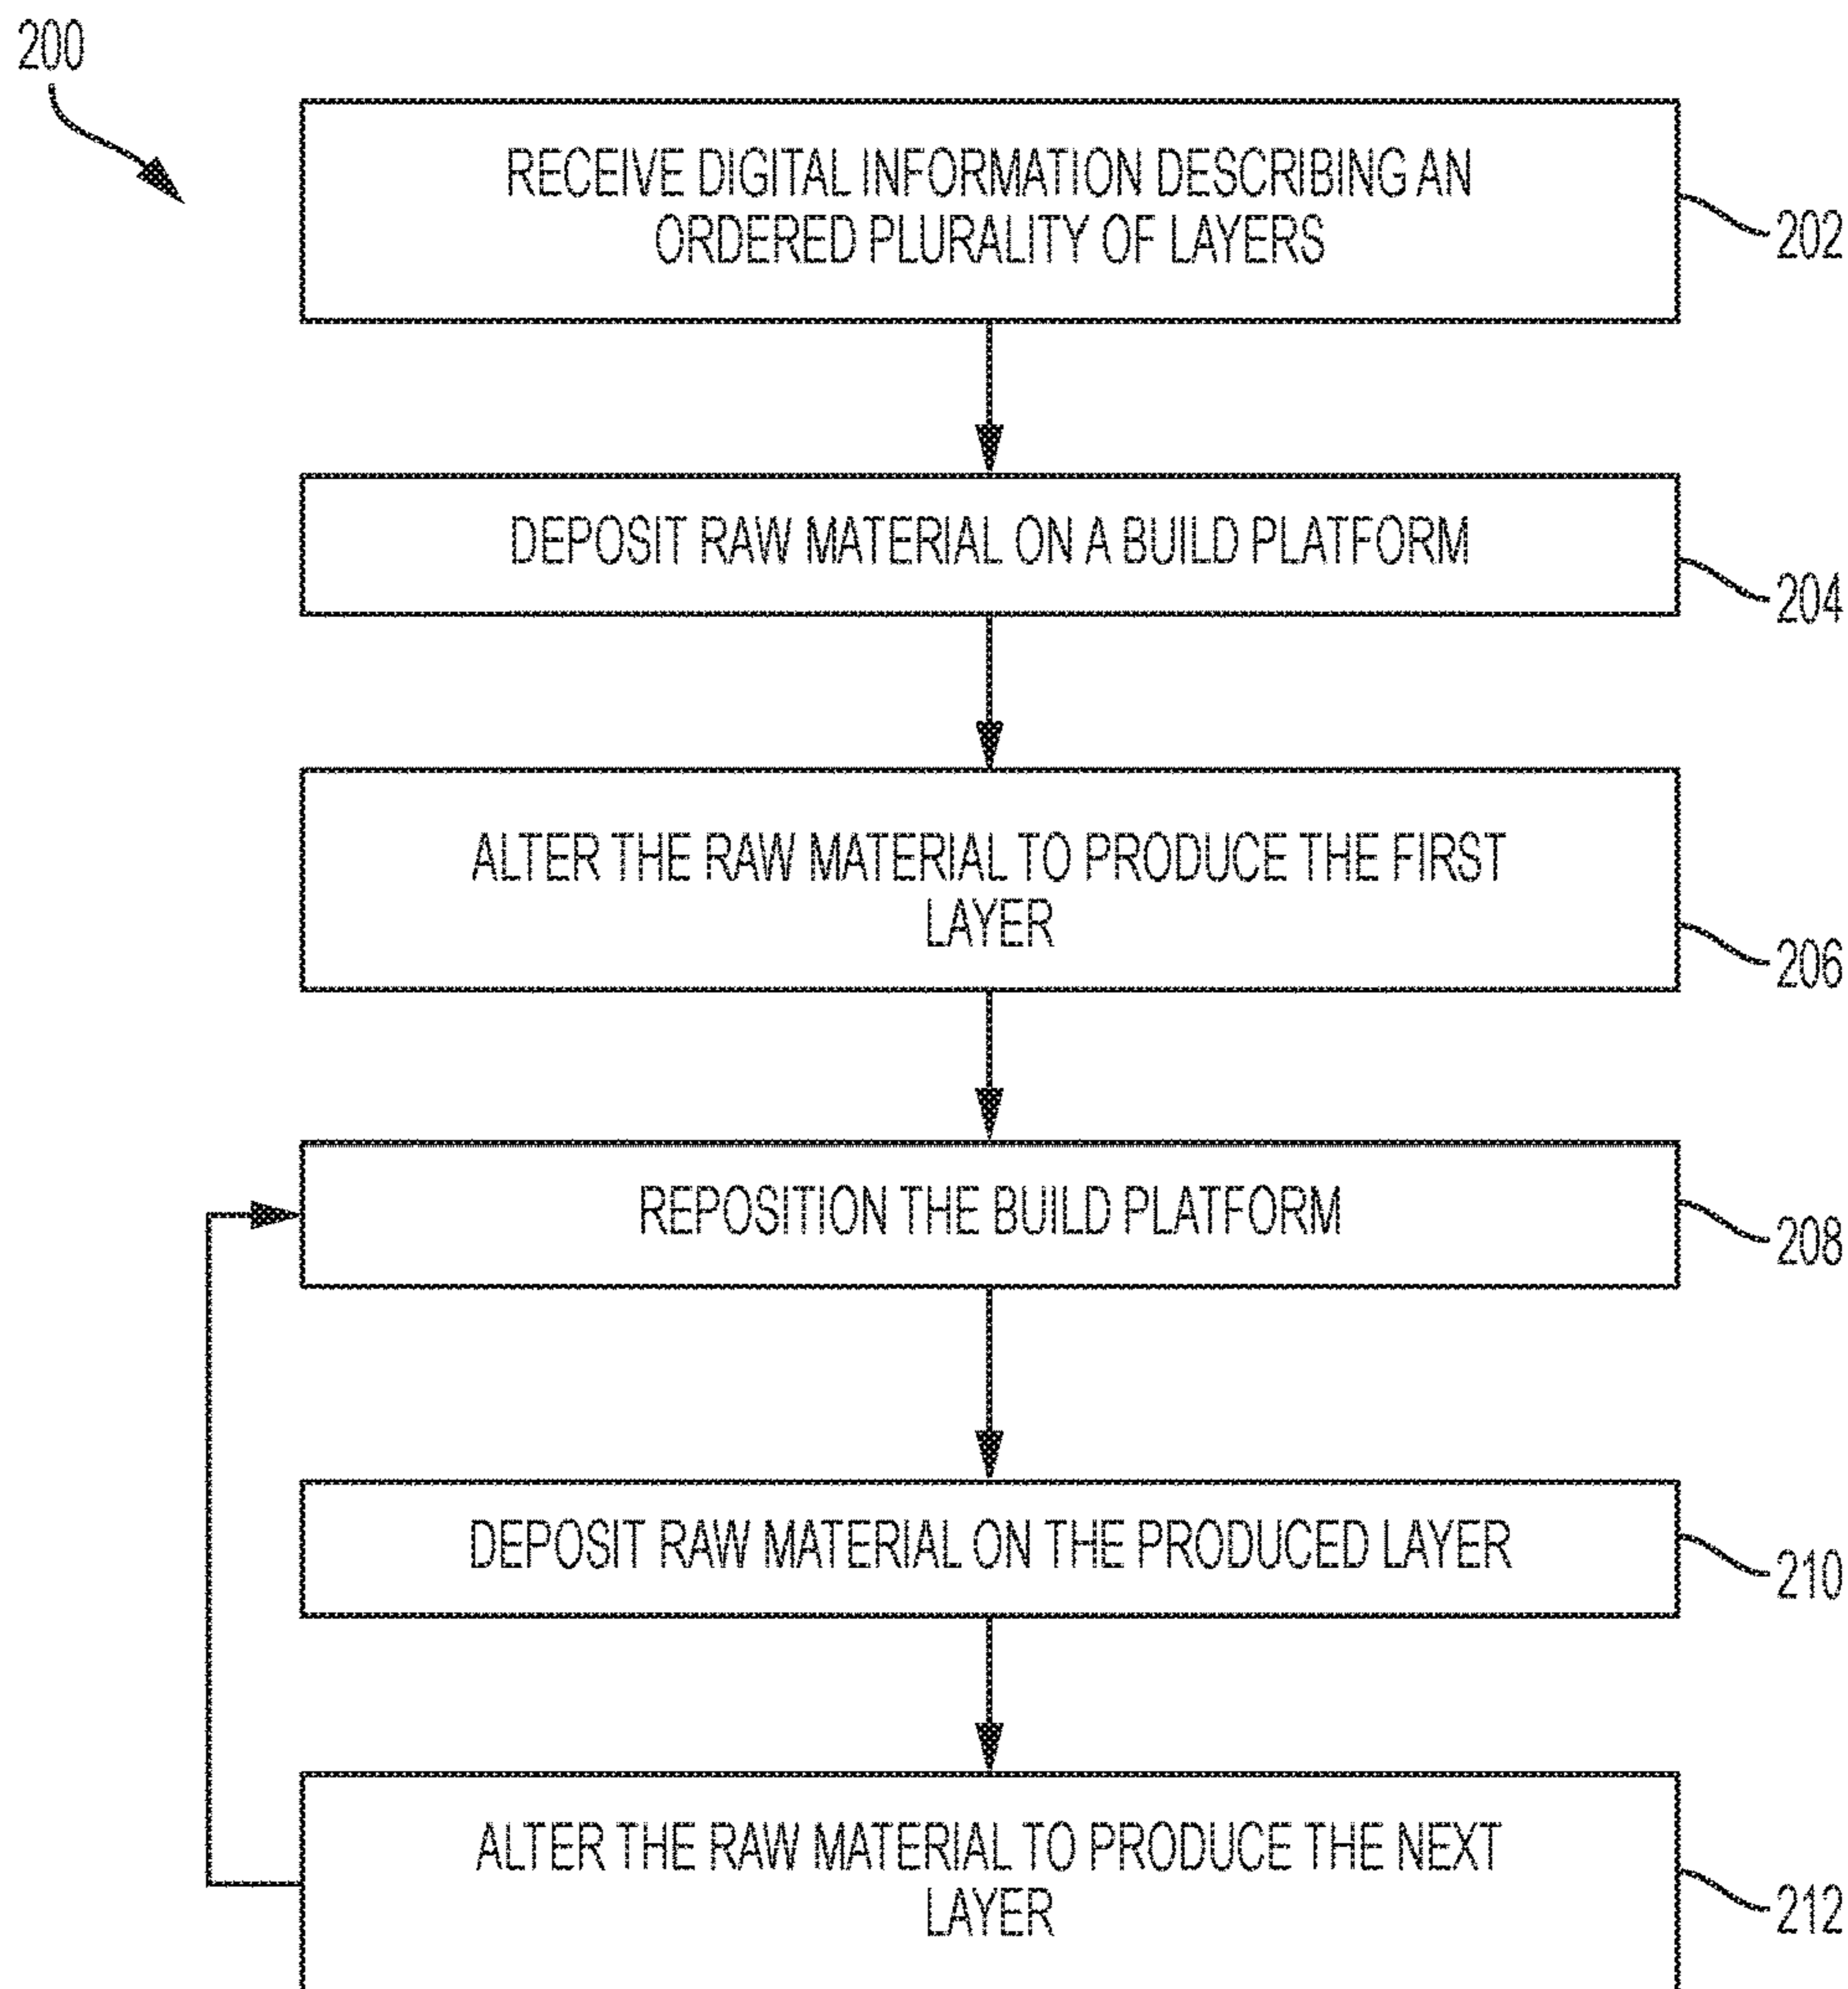 200
RECEIVE DIGITAL INFORMATION DESCRIBING AN
ORDERED PLURALITY OF LAYERS
202
DEPOSIT RAW MATERIAL ON A BUILD PLATFORM
204
ALTER THE RAW MATERIAL TO PRODUCE THE FIRST
LAYER
206
REPOSITION THE BUILD PLATFORM
208
DEPOSIT RAW MATERIAL ON THE PRODUCED LAYER
210
ALTER THE RAW MATERIAL TO PRODUCE THE NEXT
LAYER
212